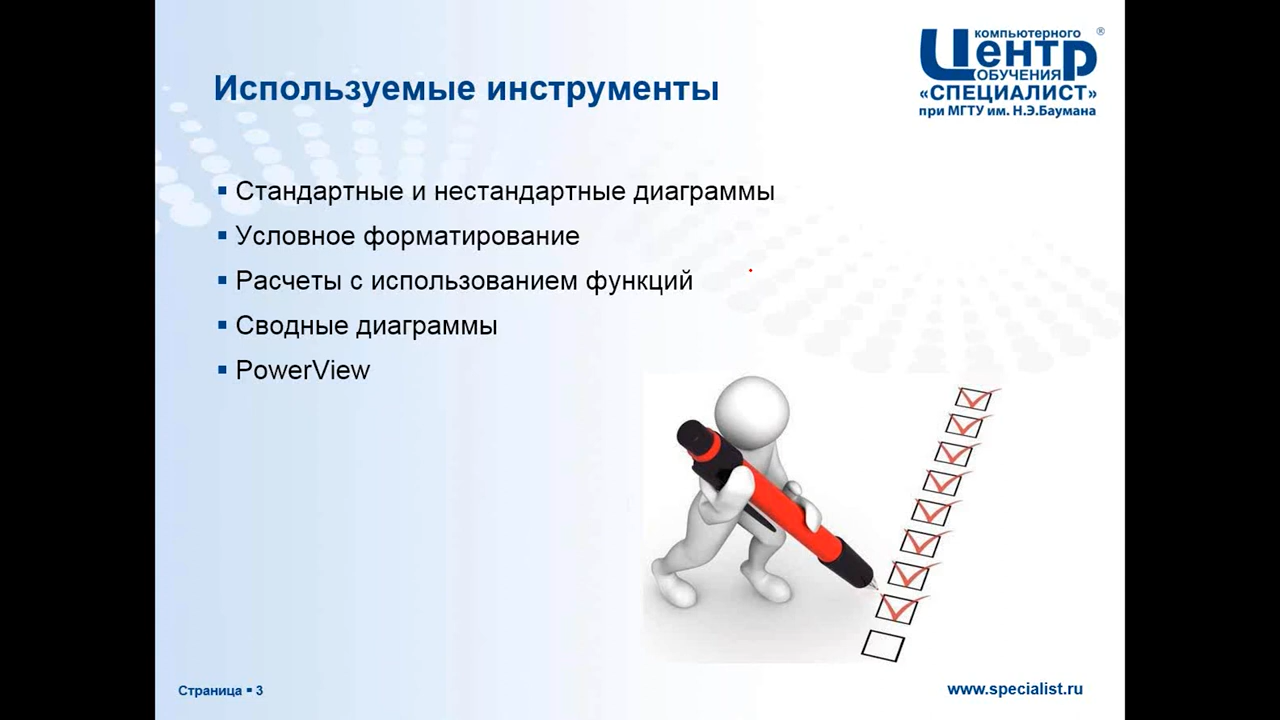 компьютерного ®
Центр
ОБУЧЕНИЯ
«СПЕЦИАЛИСТ»
при МГТУ им. Н.Э.Баумана
Используемые инструменты
Стандартные и нестандартные диаграммы
Условное форматирование
Расчеты с использованием функций
Сводные диаграммы
PowerView
Страница ▪ 3
www.specialist.ru